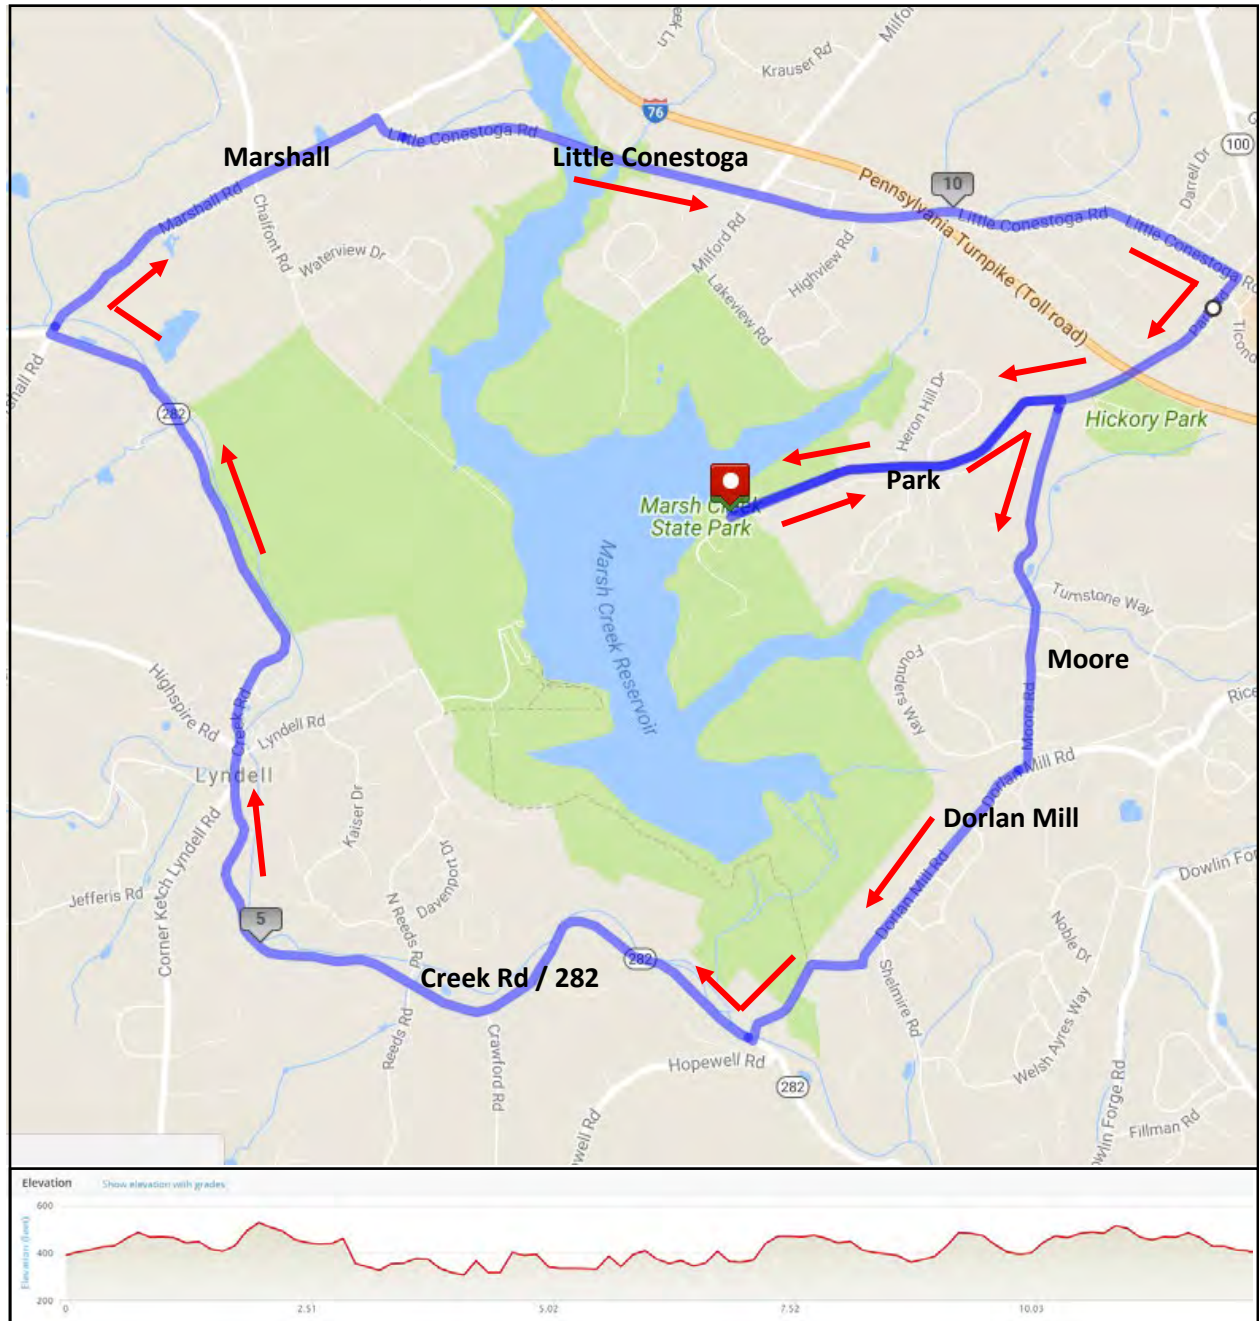 Krauser Rd
Milford
76
100
Darrell Dr
Marshall
Little Conestoga Rd
Little Conestoga
10
Pennsylvania Turnpike (Toll road)
Little Conestoga Rd
Little Conestoga Rd
Marshall Rd
Chalfont Rd
Waterview Dr
Milford Rd
Highview Rd
Lakeview Rd
Heron Hill Dr
Hickory Park
282
Park
Marsh Creek
State Park
Marsh Creek Reservoir
Turnstone Way
Founders Way
Moore
Moore Rd
Highspire Rd
Creek Rd
Lyndell Rd
Lyndell
Kaiser Dr
Davenport Dr
N Reeds Rd
Jefferis Rd
Corner Ketch Lyndell Rd
5
Creek Rd / 282
282
Reeds Rd
Crawford Rd
Hopewell Rd
282
Dorlan Mill Rd
Dorlan Mill
Dorlan Mill Rd
Shelmire Rd
Noble Dr
Welsh Ayres Way
Fillman Rd
Elevation
Show elevation with grades
Elevation (feet)
600
400
200
0
2.51
5.02
7.52
10.03